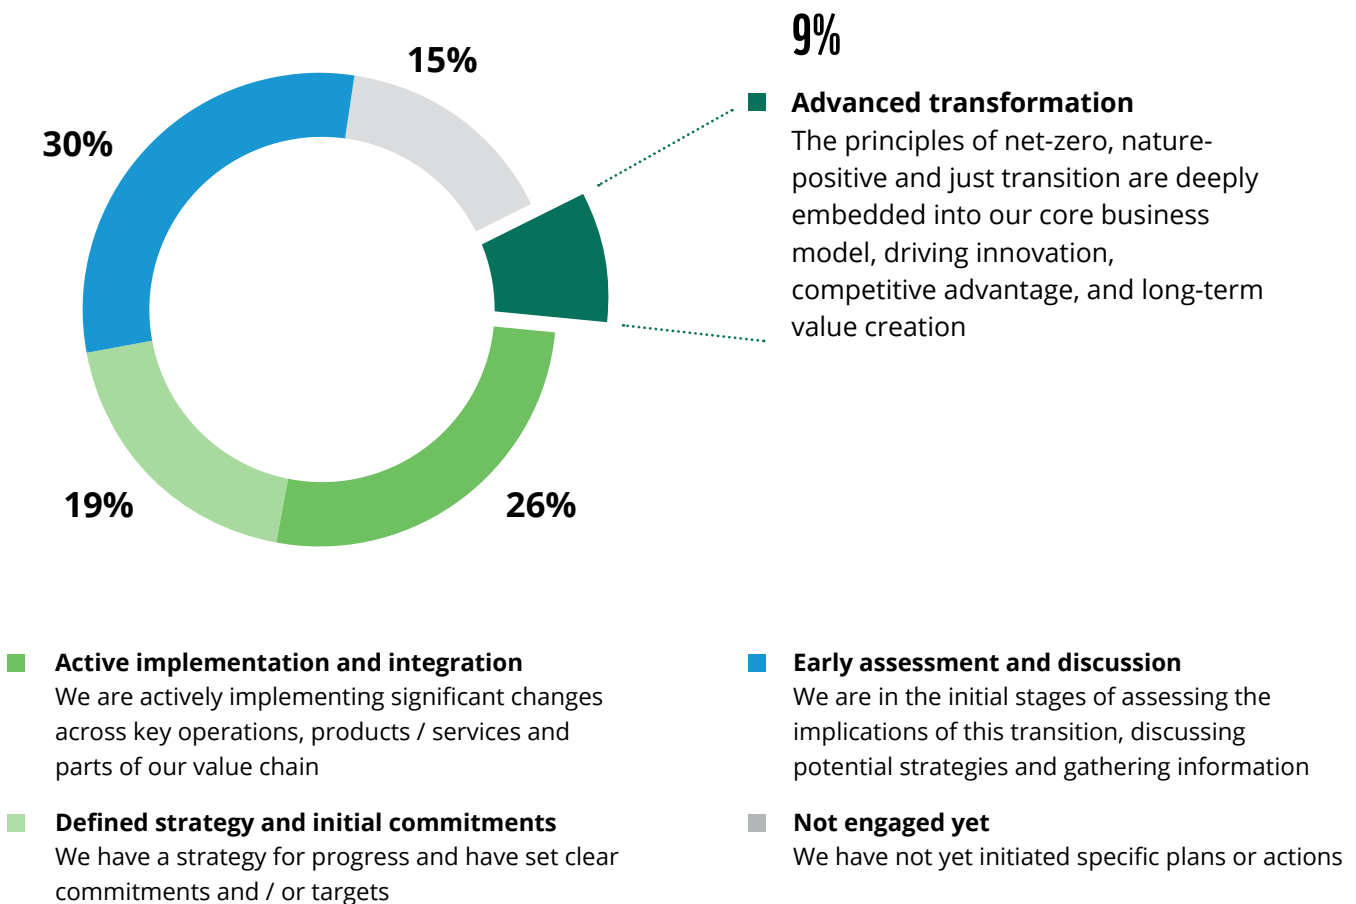 9%
15%
30%
Advanced transformation
The principles of net-zero, nature-
positive and just transition are deeply
embedded into our core business
model, driving innovation,
competitive advantage, and long-term
value creation
19%
26%
Active implementation and integration
We are actively implementing significant changes
across key operations, products / services and
parts of our value chain
Defined strategy and initial commitments
We have a strategy for progress and have set clear
commitments and / or targets
Early assessment and discussion
We are in the initial stages of assessing the
implications of this transition, discussing
potential strategies and gathering information
Not engaged yet
We have not yet initiated specific plans or actions